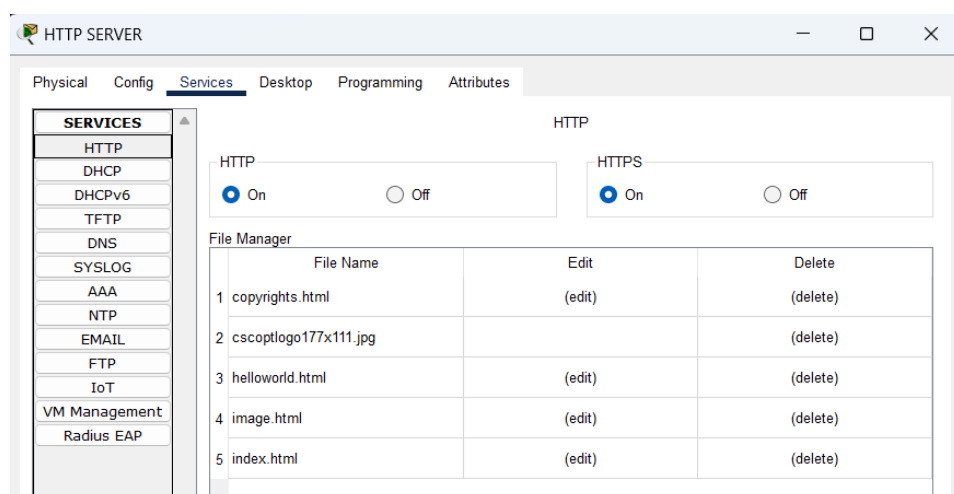 HTTP SERVER
Physical Config Services Desktop Programming Attributes
SERVICES
HTTP
DHCP
DHCPv6
TFTP
DNS
SYSLOG
AAA
NTP
EMAIL
FTP
IoT
VM Management
Radius EAP
HTTP
HTTP
On Off
HTTPS
On Off
File Manager
File Name Edit Delete
1 copyrights.html (edit) (delete)
2 cscoptlogo177x111.jpg (delete)
3 helloworld.html (edit) (delete)
4 image.html (edit) (delete)
5 index.html (edit) (delete)